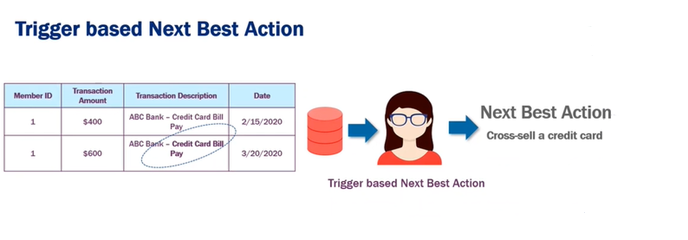 Trigger based Next Best Action
Member ID
Transaction
Amount
Transaction Description
Date
1
$400
ABC Bank – Credit Card Bill
Pay
2/15/2020
1
$600
ABC Bank – Credit Card Bill
Pay
3/20/2020
Next Best Action
Cross-sell a credit card
Trigger based Next Best Action